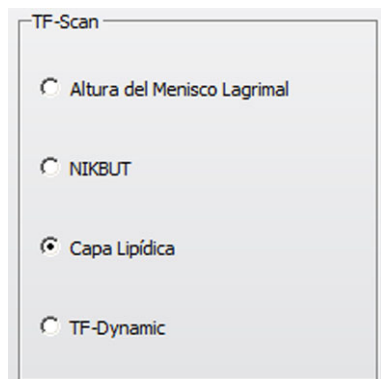 TF-Scan
Altura del Menisco Lagrimal
NIKBUT
Capa Lipídica
TF-Dynamic